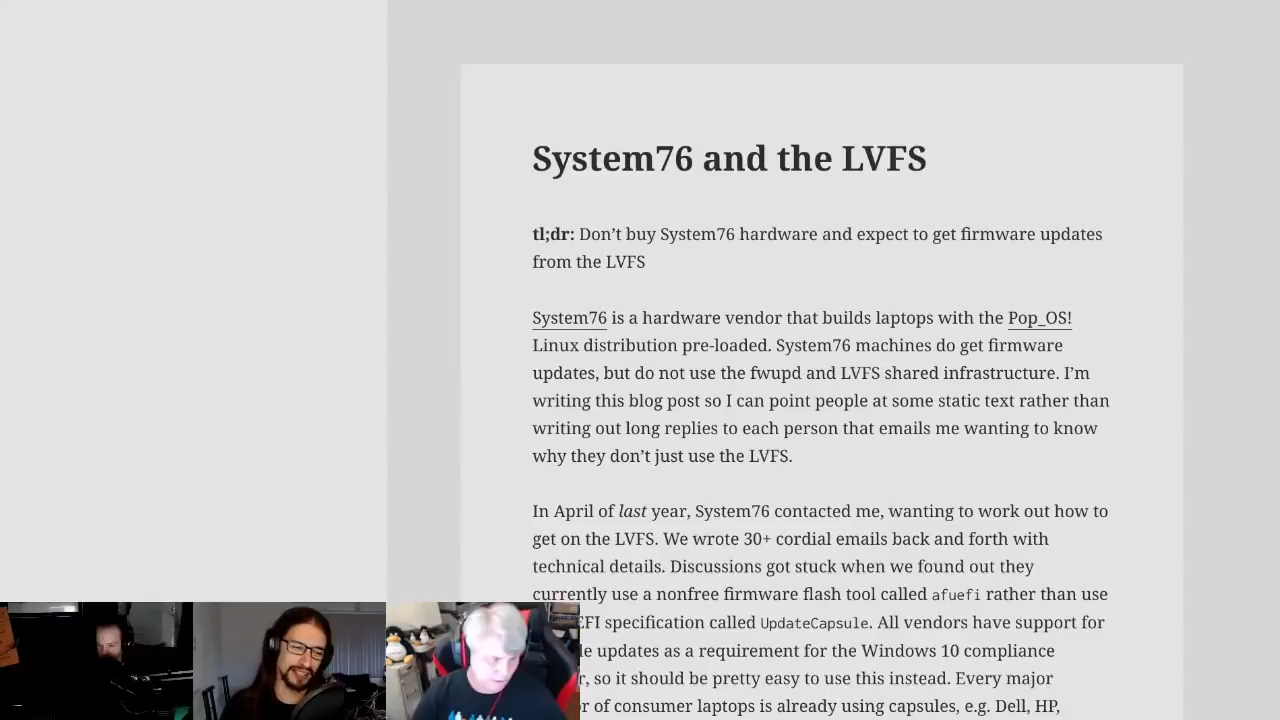 System76 and the LVFS
tl;dr: Don’t buy System76 hardware and expect to get firmware updates
from the LVFS
System76 is a hardware vendor that builds laptops with the Pop_OS!
Linux distribution pre-loaded. System76 machines do get firmware
updates, but do not use the fwupd and LVFS shared infrastructure. I’m
writing this blog post so I can point people at some static text rather than
writing out long replies to each person that emails me wanting to know
why they don’t just use the LVFS.
In April of last year, System76 contacted me, wanting to work out how to
get on the LVFS. We wrote 30+ cordial emails back and forth with
technical details. Discussions got stuck when we found out they
currently use a nonfree firmware flash tool called afuefi rather than use
specification called UpdateCapsule. All vendors have support for
updates as a requirement for the Windows 10 compliance
so it should be pretty easy to use this instead. Every major
of consumer laptops is already using capsules, e.g. Dell, HP,